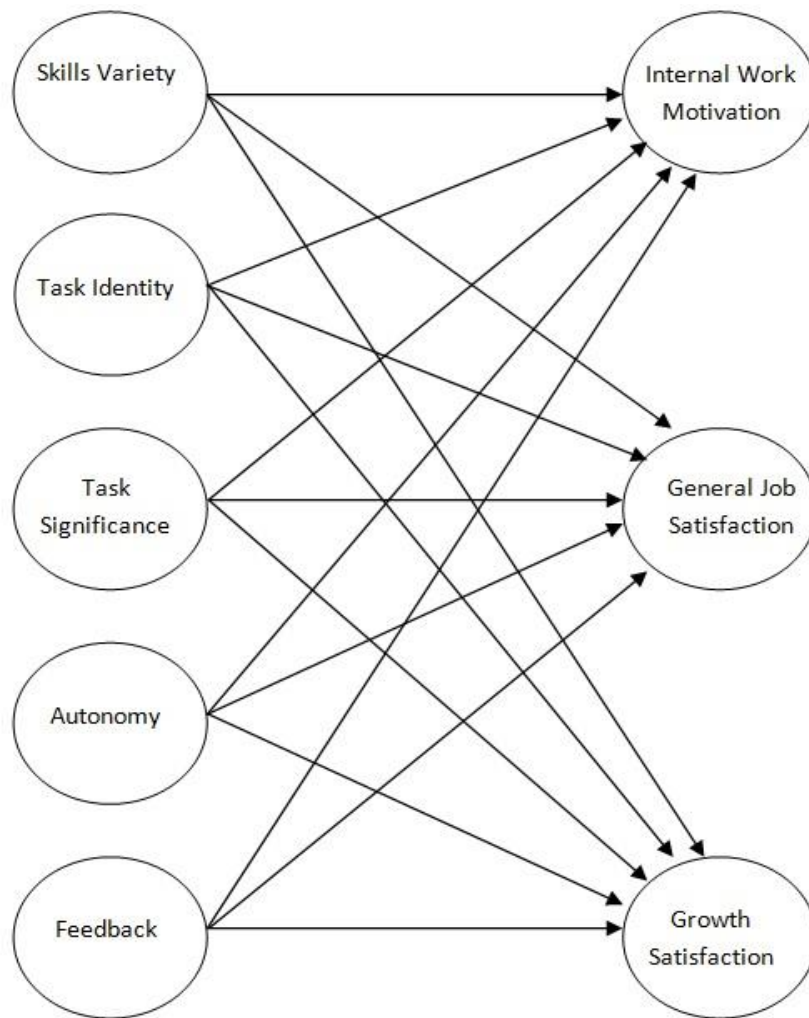 Skills Variety
Internal Work
Motivation
Task Identity
Task
Significance
General Job
Satisfaction
Autonomy
Feedback
Growth
Satisfaction